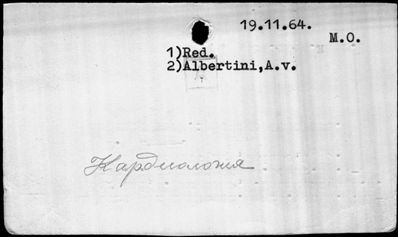 19.11.64.
M.O.
1)Red.
2)Albertini,A.v.
Кардиология